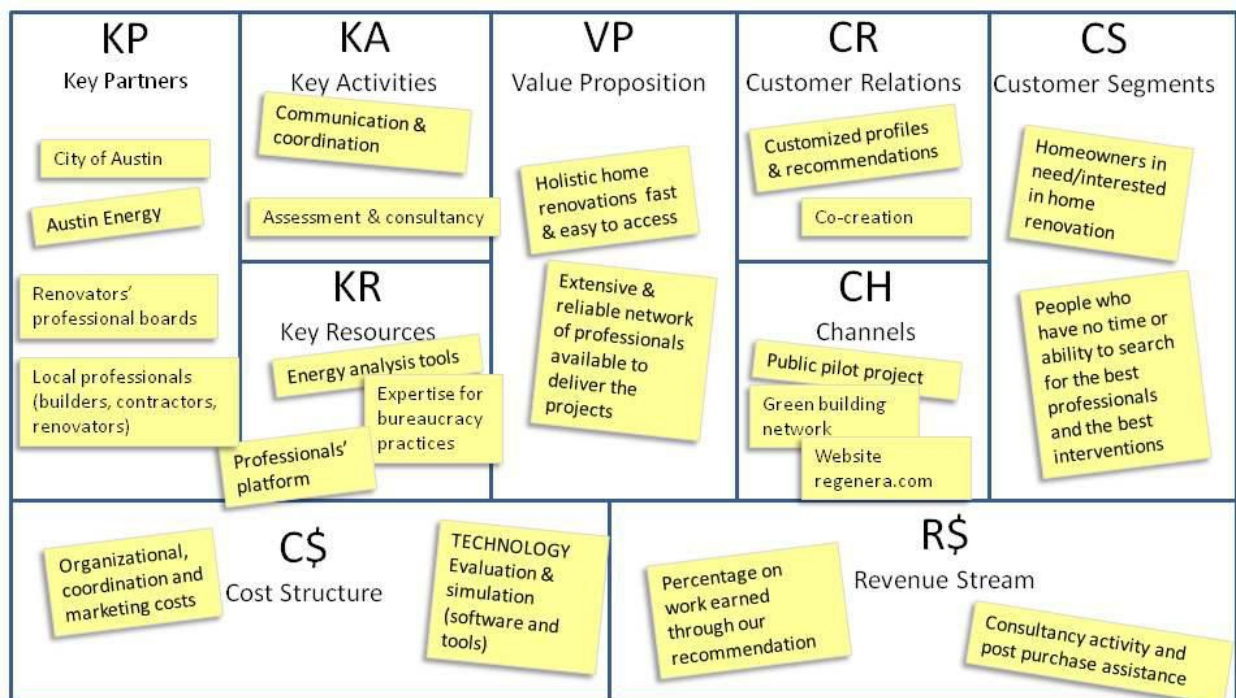 KP
Key Partners
City of Austin
Austin Energy
Renovators'
professional boards
Local professionals
(builders, contractors,
renovators)
KA
Key Activities
Communication &
coordination
Assessment & consultancy
KR
Key Resources
Energy analysis tools
Expertise for
bureaucracy
practices
Professionals'
platform
VP
Value Proposition
Holistic home
renovations fast
& easy to access
Extensive &
reliable network
of professionals
available to
deliver the
projects
CR
Customer Relations
Customized profiles
& recommendations
Co-creation
CH
Channels
Public pilot project
Green building
network
Website
regenera.com
CS
Customer Segments
Homeowners in
need/interested
in home
renovation
People who
have no time or
ability to search
for the best
professionals
and the best
interventions
C$
Cost Structure
Organizational,
coordination and
marketing costs
TECHNOLOGY
Evaluation &
simulation
(software and
tools)
R$
Revenue Stream
Percentage on
work earned
through our
recommendation
Consultancy activity and
post purchase assistance